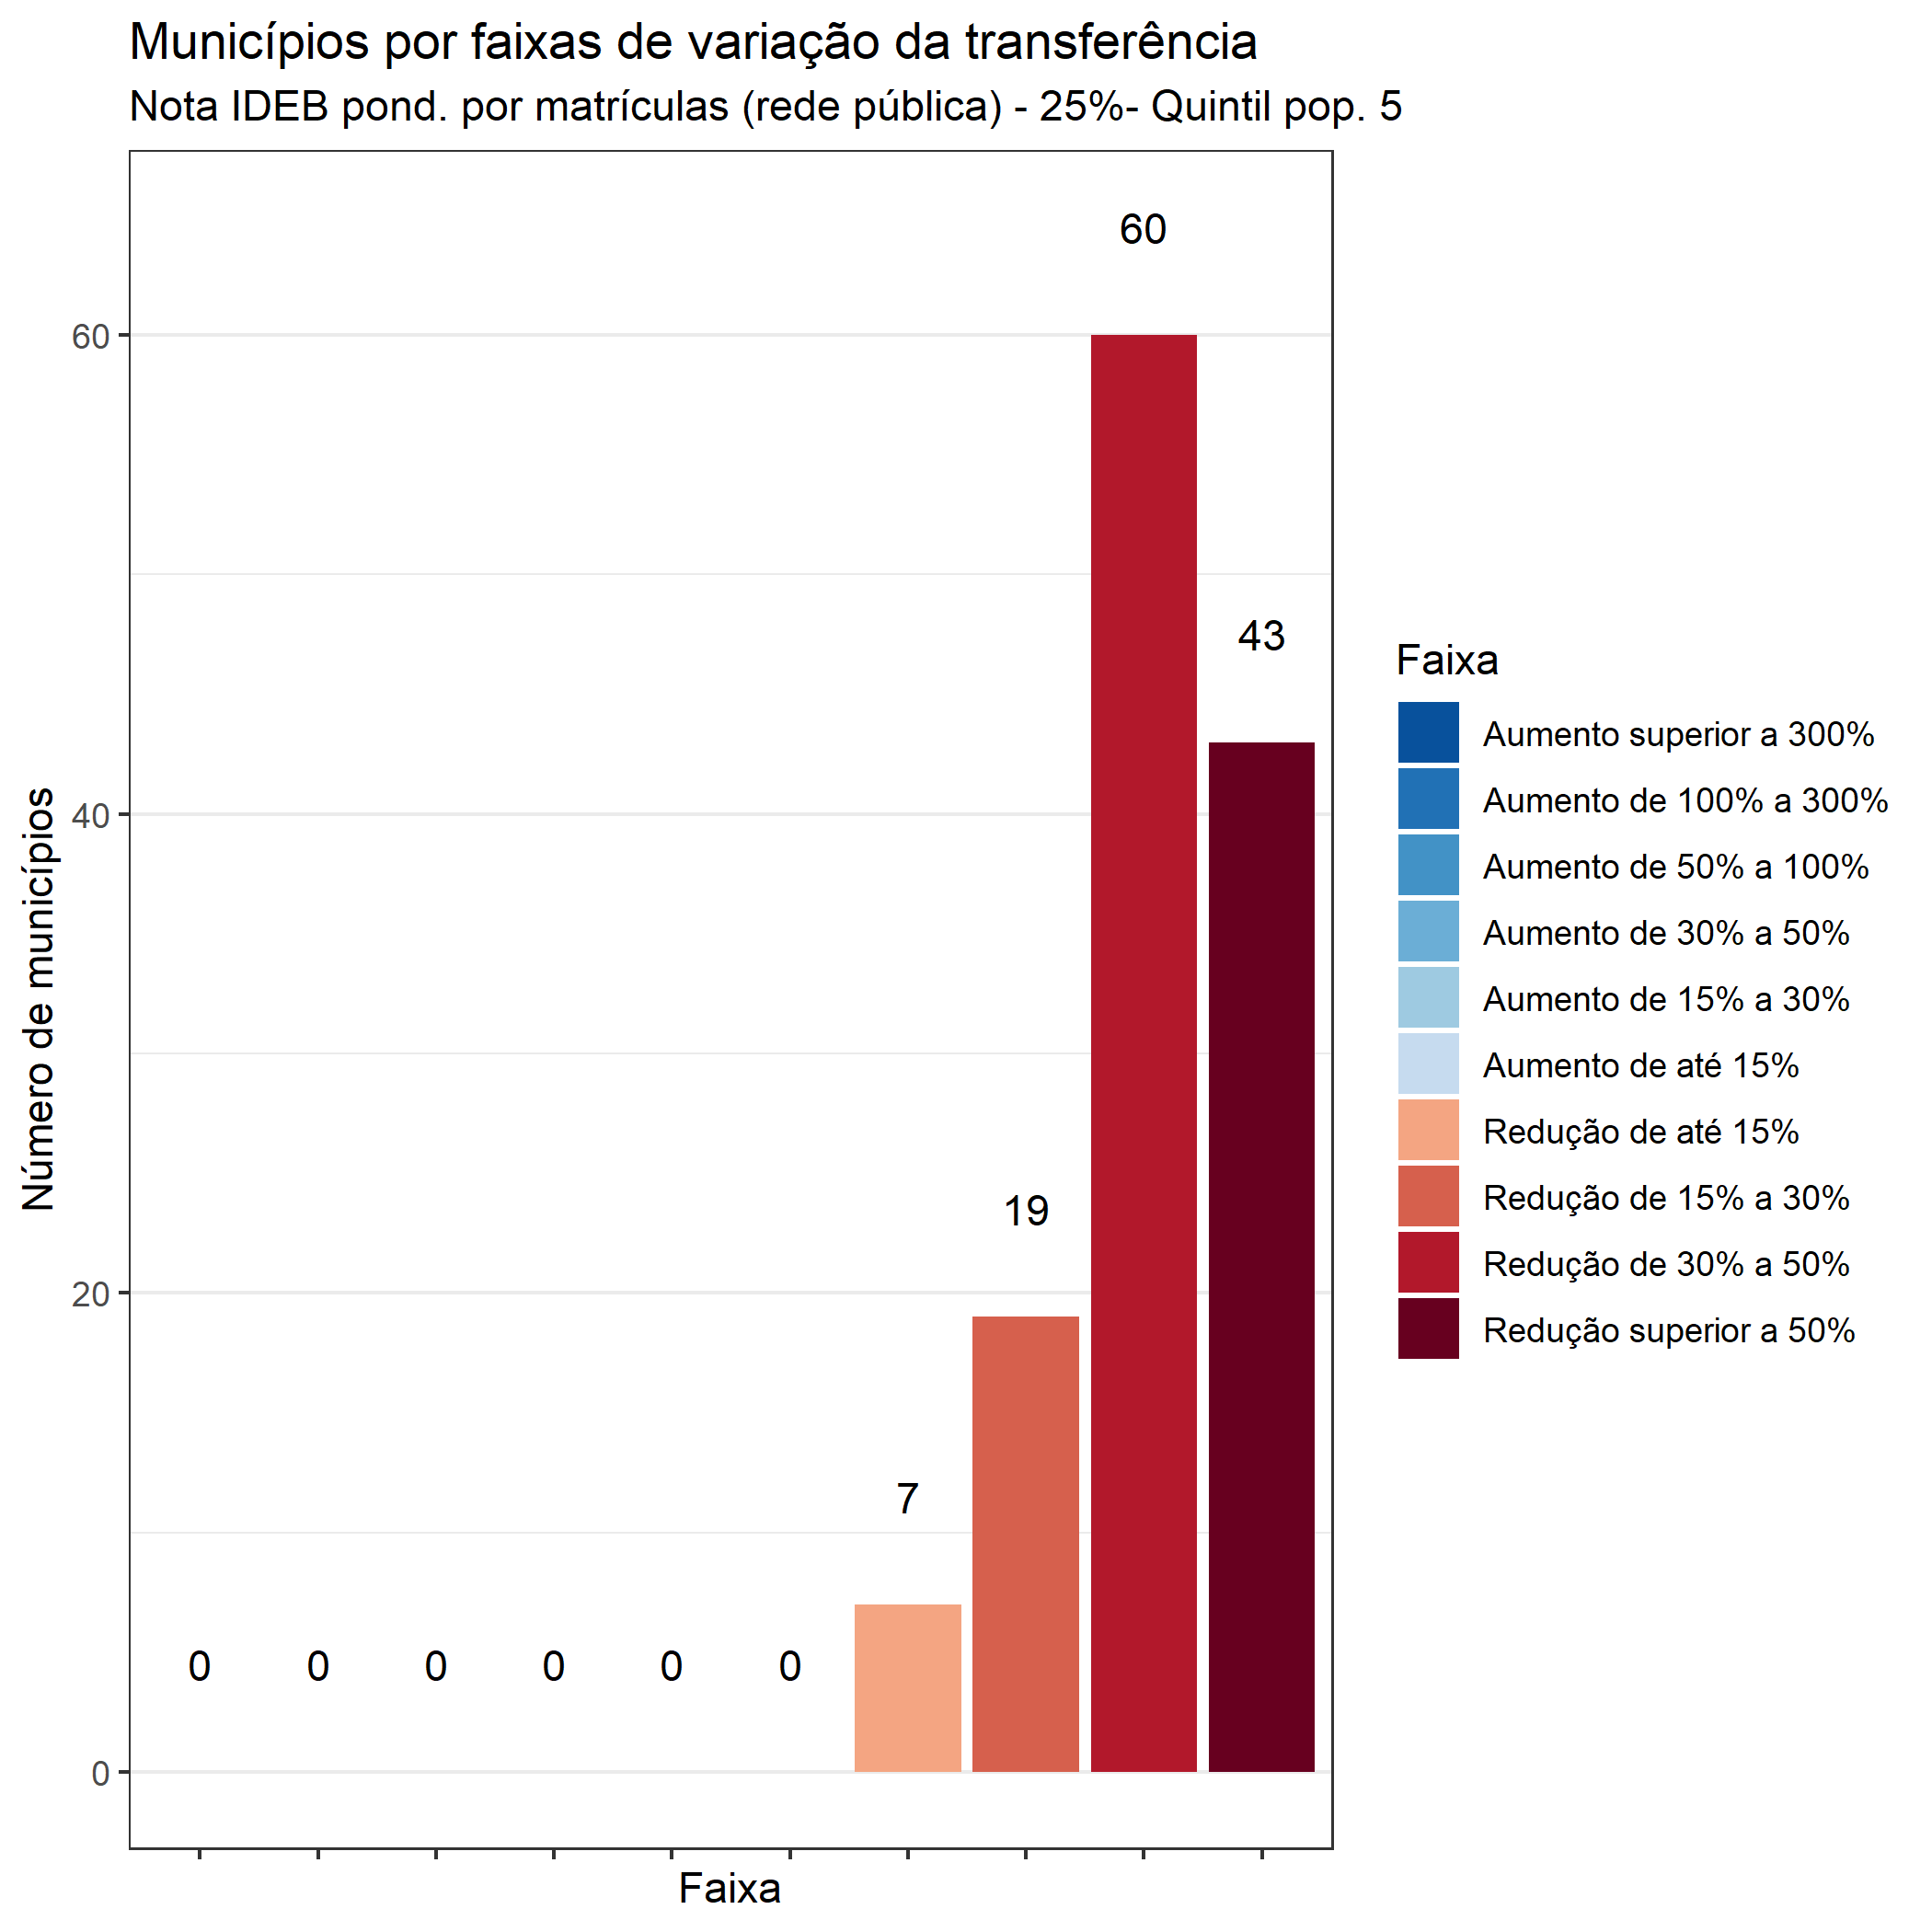 Municípios por faixas de variação da transferência
Nota IDEB pond. por matrículas (rede pública) - 25%- Quintil pop. 5
60
43
19
7
0 0 0 0 0 0
60
40
20
0
Número de municípios
Faixa
Faixa
Aumento superior a 300%
Aumento de 100% a 300%
Aumento de 50% a 100%
Aumento de 30% a 50%
Aumento de 15% a 30%
Aumento de até 15%
Redução de até 15%
Redução de 15% a 30%
Redução de 30% a 50%
Redução superior a 50%